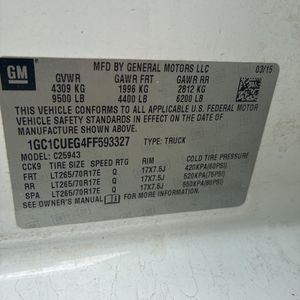 GM
MFD BY GENERAL MOTORS LLC
03/15
GVWR GAWR FRT GAWR RR
4309 KG 1996 KG 2812 KG
9500 LB 4400 LB 6200 LB
THIS VEHICLE CONFORMS TO ALL APPLICABLE U.S. FEDERAL MOTOR
VEHICLE SAFETY STANDARDS IN EFFECT ON THE DATE OF
MANUFACTURE SHOWN ABOVE.
1GC1CUEG4FF593327 TYPE: TRUCK
MODEL: C25943
CCK9 TIRE SIZE SPEED RTG RIM COLD TIRE PRESSURE
FRT LT265/70R17E Q 17X7.5J 420KPA(60PSI)
RR LT265/70R17E Q 17X7.5J 520KPA(75PSI)
SPA LT265/70R17E Q 17X7.5J 550KPA(80PSI)
SEE OWNER MANUAL FOR MORE INFORMATION.